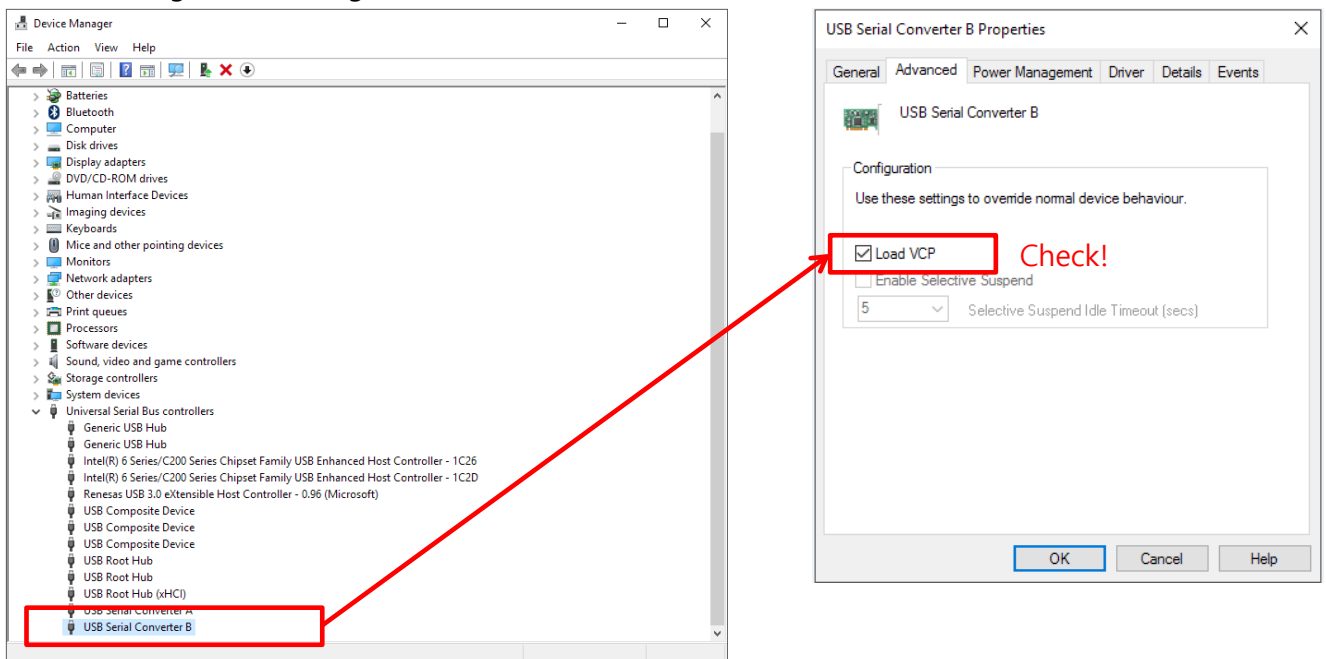 Device Manager
File Action View Help
Batteries
Bluetooth
Computer
Disk drives
Display adapters
DVD/CD-ROM drives
Human Interface Devices
Imaging devices
Keyboards
Mice and other pointing devices
Monitors
Network adapters
Other devices
Print queues
Processors
Software devices
Sound, video and game controllers
Storage controllers
System devices
Universal Serial Bus controllers
Generic USB Hub
Generic USB Hub
Intel(R) 6 Series/C200 Series Chipset Family USB Enhanced Host Controller - 1C26
Intel(R) 6 Series/C200 Series Chipset Family USB Enhanced Host Controller - 1C2D
Renesas USB 3.0 eXtensible Host Controller - 0.96 (Microsoft)
USB Composite Device
USB Composite Device
USB Composite Device
USB Root Hub
USB Root Hub
USB Root Hub (xHCI)
USB Serial Converter A
USB Serial Converter B
USB Serial Converter B Properties
General Advanced Power Management Driver Details Events
USB Serial Converter B
Configuration
Use these settings to override normal device behaviour.
Load VCP Check!
Enable Selective Suspend
5 Selective Suspend Idle Timeout (secs)
OK Cancel Help